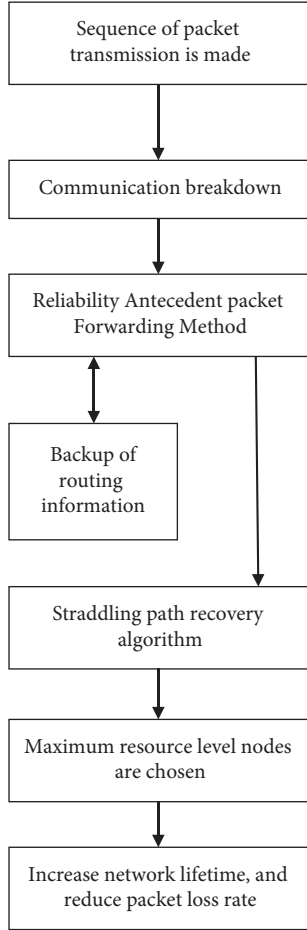 Sequence of packet
transmission is made
Communication breakdown
Reliability Antecedent packet
Forwarding Method
Backup of
routing
information
Straddling path recovery
algorithm
Maximum resource level nodes
are chosen
Increase network lifetime, and
reduce packet loss rate